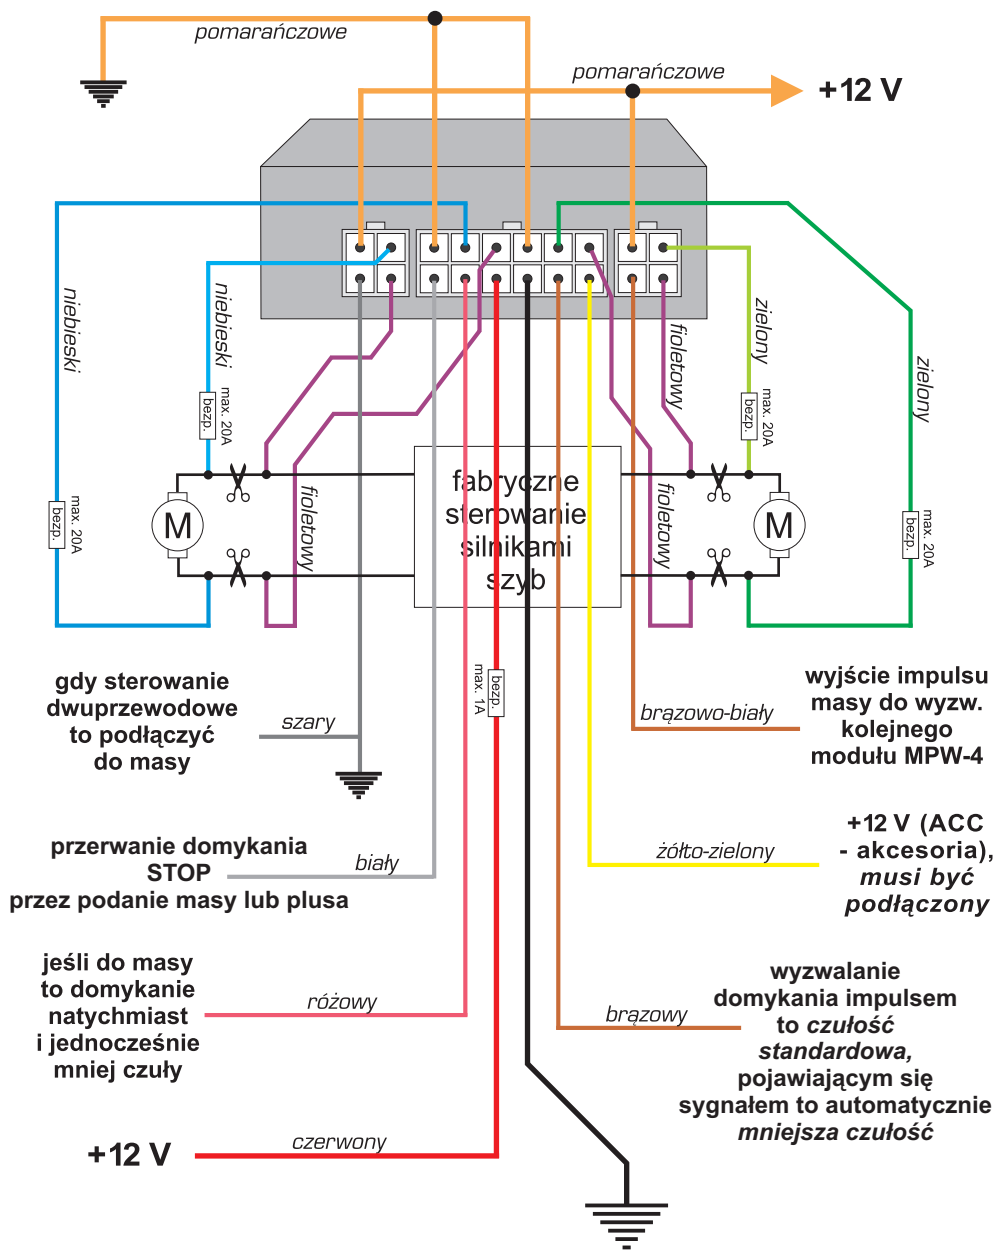 pomarańczowe
pomarańczowe
+12 V
niebieski
niebieski
zielony
fioletowy
zielony
max. 20A
bezp.
max. 20A
bezp.
fabryczne
sterowanie
silnikami
szyb
M
M
fioletowy
fioletowy
max. 20A
bezp.
max. 20A
bezp.
gdy sterowanie
dwuprzewodowe
to podłączyć
do masy
szary
bezp.
max. 1A
brązowo-biały
wyjście impulsu
masy do wyzw.
kolejnego
modułu MPW-4
przerwanie domykania
STOP
przez podanie masy lub plusa
biały
żółto-zielony
+12 V (ACC
- akcesoria),
musi być
podłączony
jeśli do masy
to domykanie
natychmiast
i jednocześnie
mniej czuły
różowy
brązowy
wyzwalanie
domykania impulsem
to czułość
standardowa,
pojawiającym się
sygnałem to automatycznie
mniejsza czułość
+12 V
czerwony